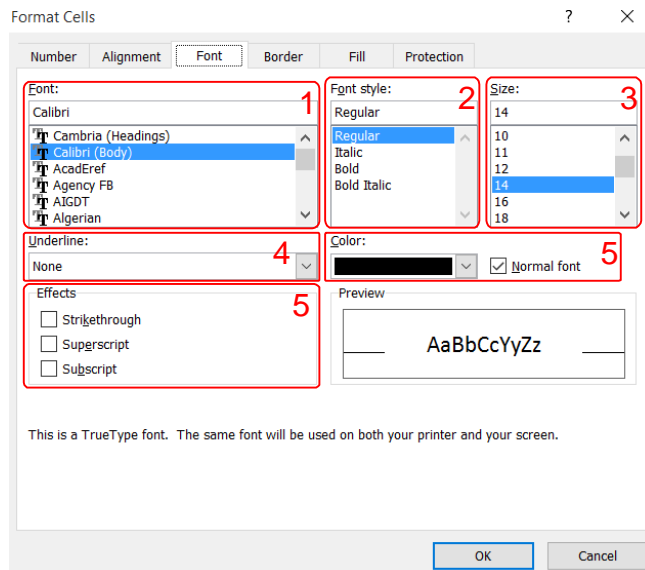 Format Cells ? ×
Number Alignment Font Border Fill Protection
Font: 1 Font style: 2 Size: 3
Calibri Regular 14
Cambria (Headings) Regular 10
Calibri (Body) Italic 11
AcadEref Bold 12
Agency FB Bold Italic 14
AIGDT 16
Algerian 18
Underline: 4 Color: 5
None Normal font
Effects 5 Preview
Strikethrough
Superscript AaBbCcYyZz
Subscript
This is a TrueType font. The same font will be used on both your printer and your screen.
OK Cancel